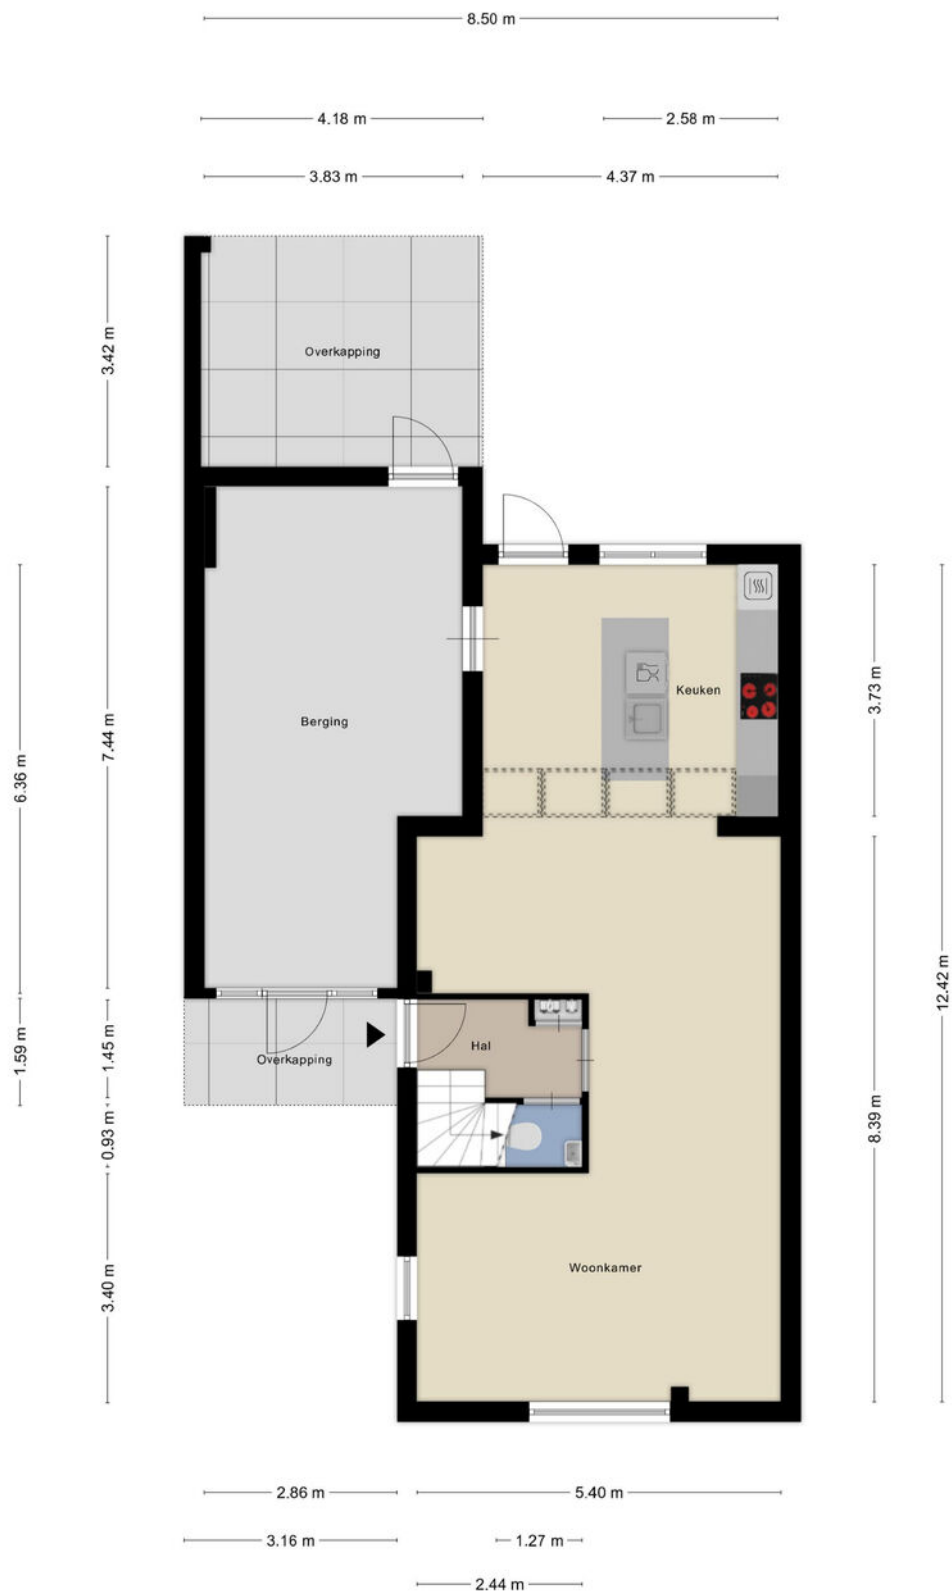 8.50 m
4.18 m
2.58 m
3.83 m
4.37 m
3.42 m
Overkapping
7.44 m
6.36 m
Berging
Keuken
3.73 m
12.42 m
1.59 m
1.45 m
Overkapping
Hal
0.93 m
8.39 m
3.40 m
Woonkamer
2.86 m
5.40 m
3.16 m
1.27 m
2.44 m